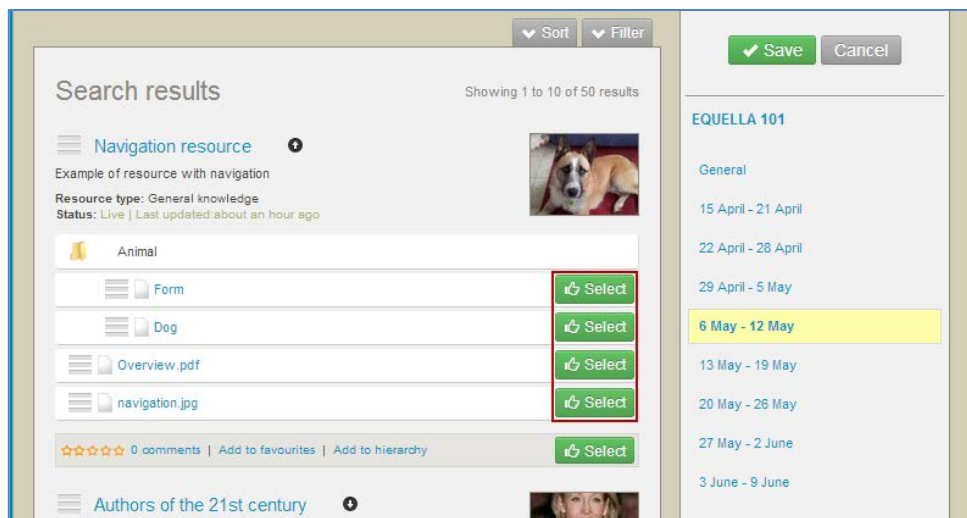 Sort
Filter
Search results
Showing 1 to 10 of 50 results
Navigation resource
Example of resource with navigation
Resource type: General knowledge
Status: Live | Last updated:about an hour ago
Animal
Form
Select
Dog
Select
Overview.pdf
Select
navigation.jpg
Select
0 comments | Add to favourites | Add to hierarchy
Select
Authors of the 21st century
Save
Cancel
EQUELLA 101
General
15 April - 21 April
22 April - 28 April
29 April - 5 May
6 May - 12 May
13 May - 19 May
20 May - 26 May
27 May - 2 June
3 June - 9 June